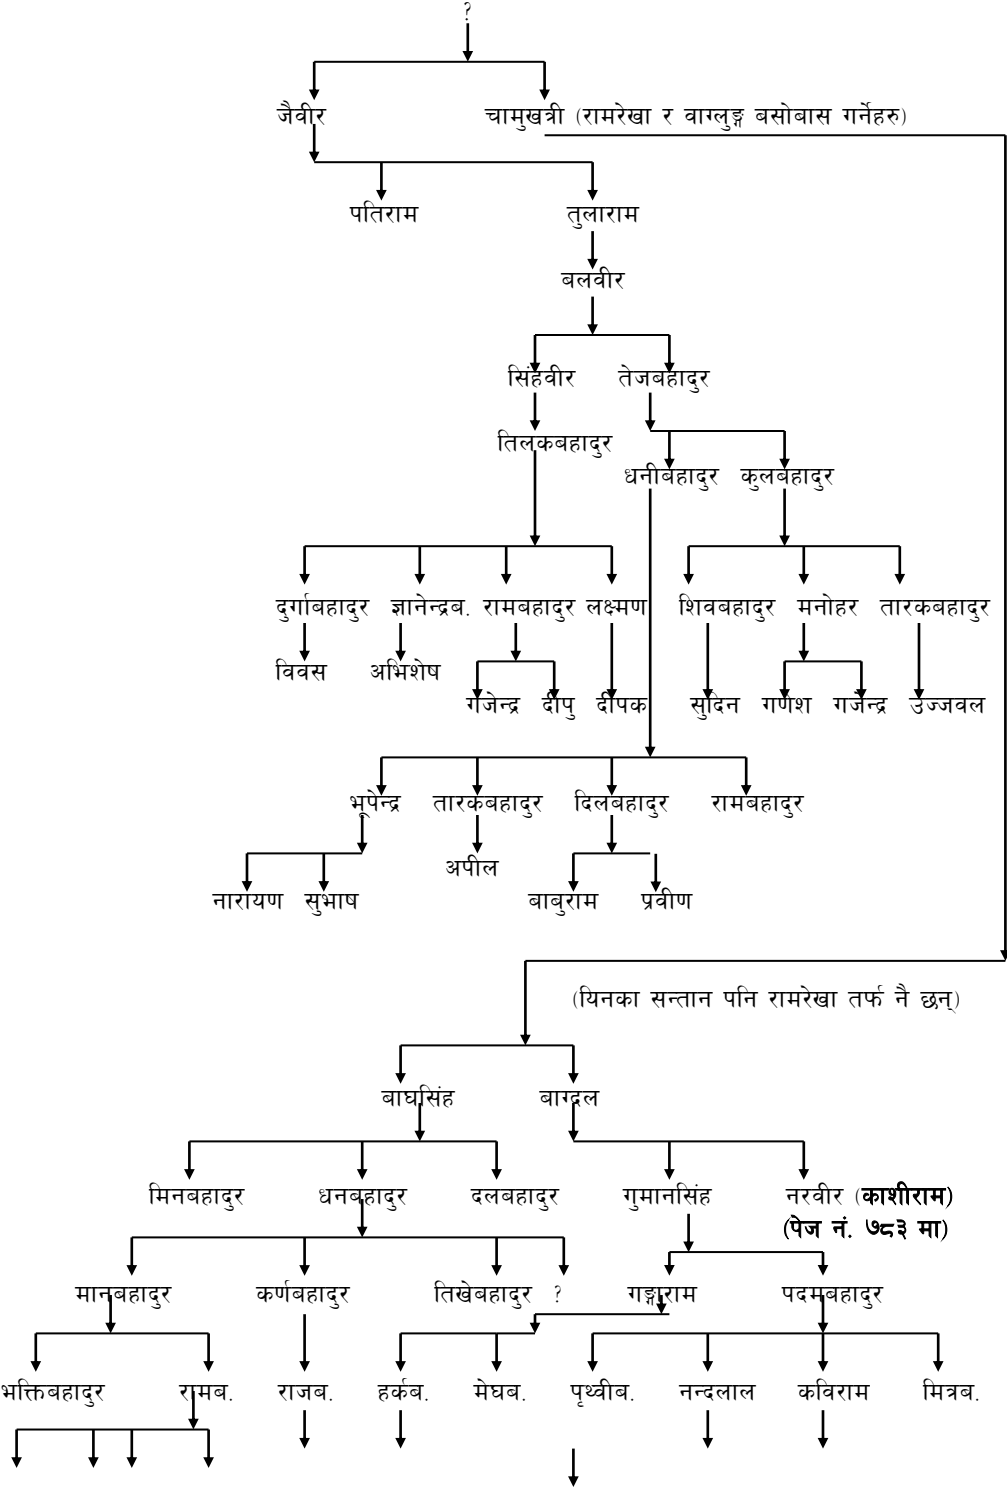 ?
जैवीर चामुखत्री (रामरेखा र वाग्लुङ्ग बसोबास गर्नेहरु)
पतिराम तुलाराम
बलवीर
सिंहवीर तेजबहादुर
तिलकबहादुर
धनीबहादुर कुलबहादुर
दुर्गाबहादुर ज्ञानेन्द्रब. रामबहादुर लक्ष्मण शिवबहादुर मनोहर तारकबहादुर
विवस अभिशेष
गजेन्द्र दीपु दीपक सुदिन गणेश गजेन्द्र उज्जवल
भूपेन्द्र तारकबहादुर दिलबहादुर रामबहादुर
अपील
नारायण सुभाष बाबुराम प्रवीण
(यिनका सन्तान पनि रामरेखा तर्फ नै छन्)
बाघसिंह बाग्दल
मिनबहादुर धनबहादुर दलबहादुर गुमानसिंह नरवीर (काशीराम)
(पेज नं. ७८३ मा)
मानबहादुर कर्णबहादुर तिखेबहादुर ? गङ्गाराम पदमबहादुर
भक्तिबहादुर रामब. राजब. हर्कब. मेघब. पृथ्वीब. नन्दलाल कविराम मित्रब.